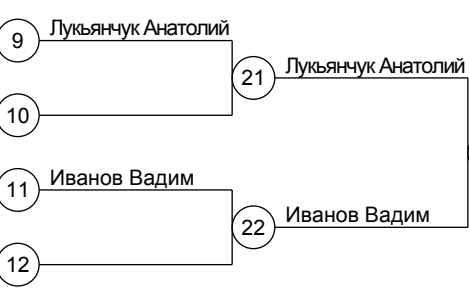 9 Лукьянчук Анатолий
21 Лукьянчук Анатолий
10
11 Иванов Вадим
22 Иванов Вадим
12